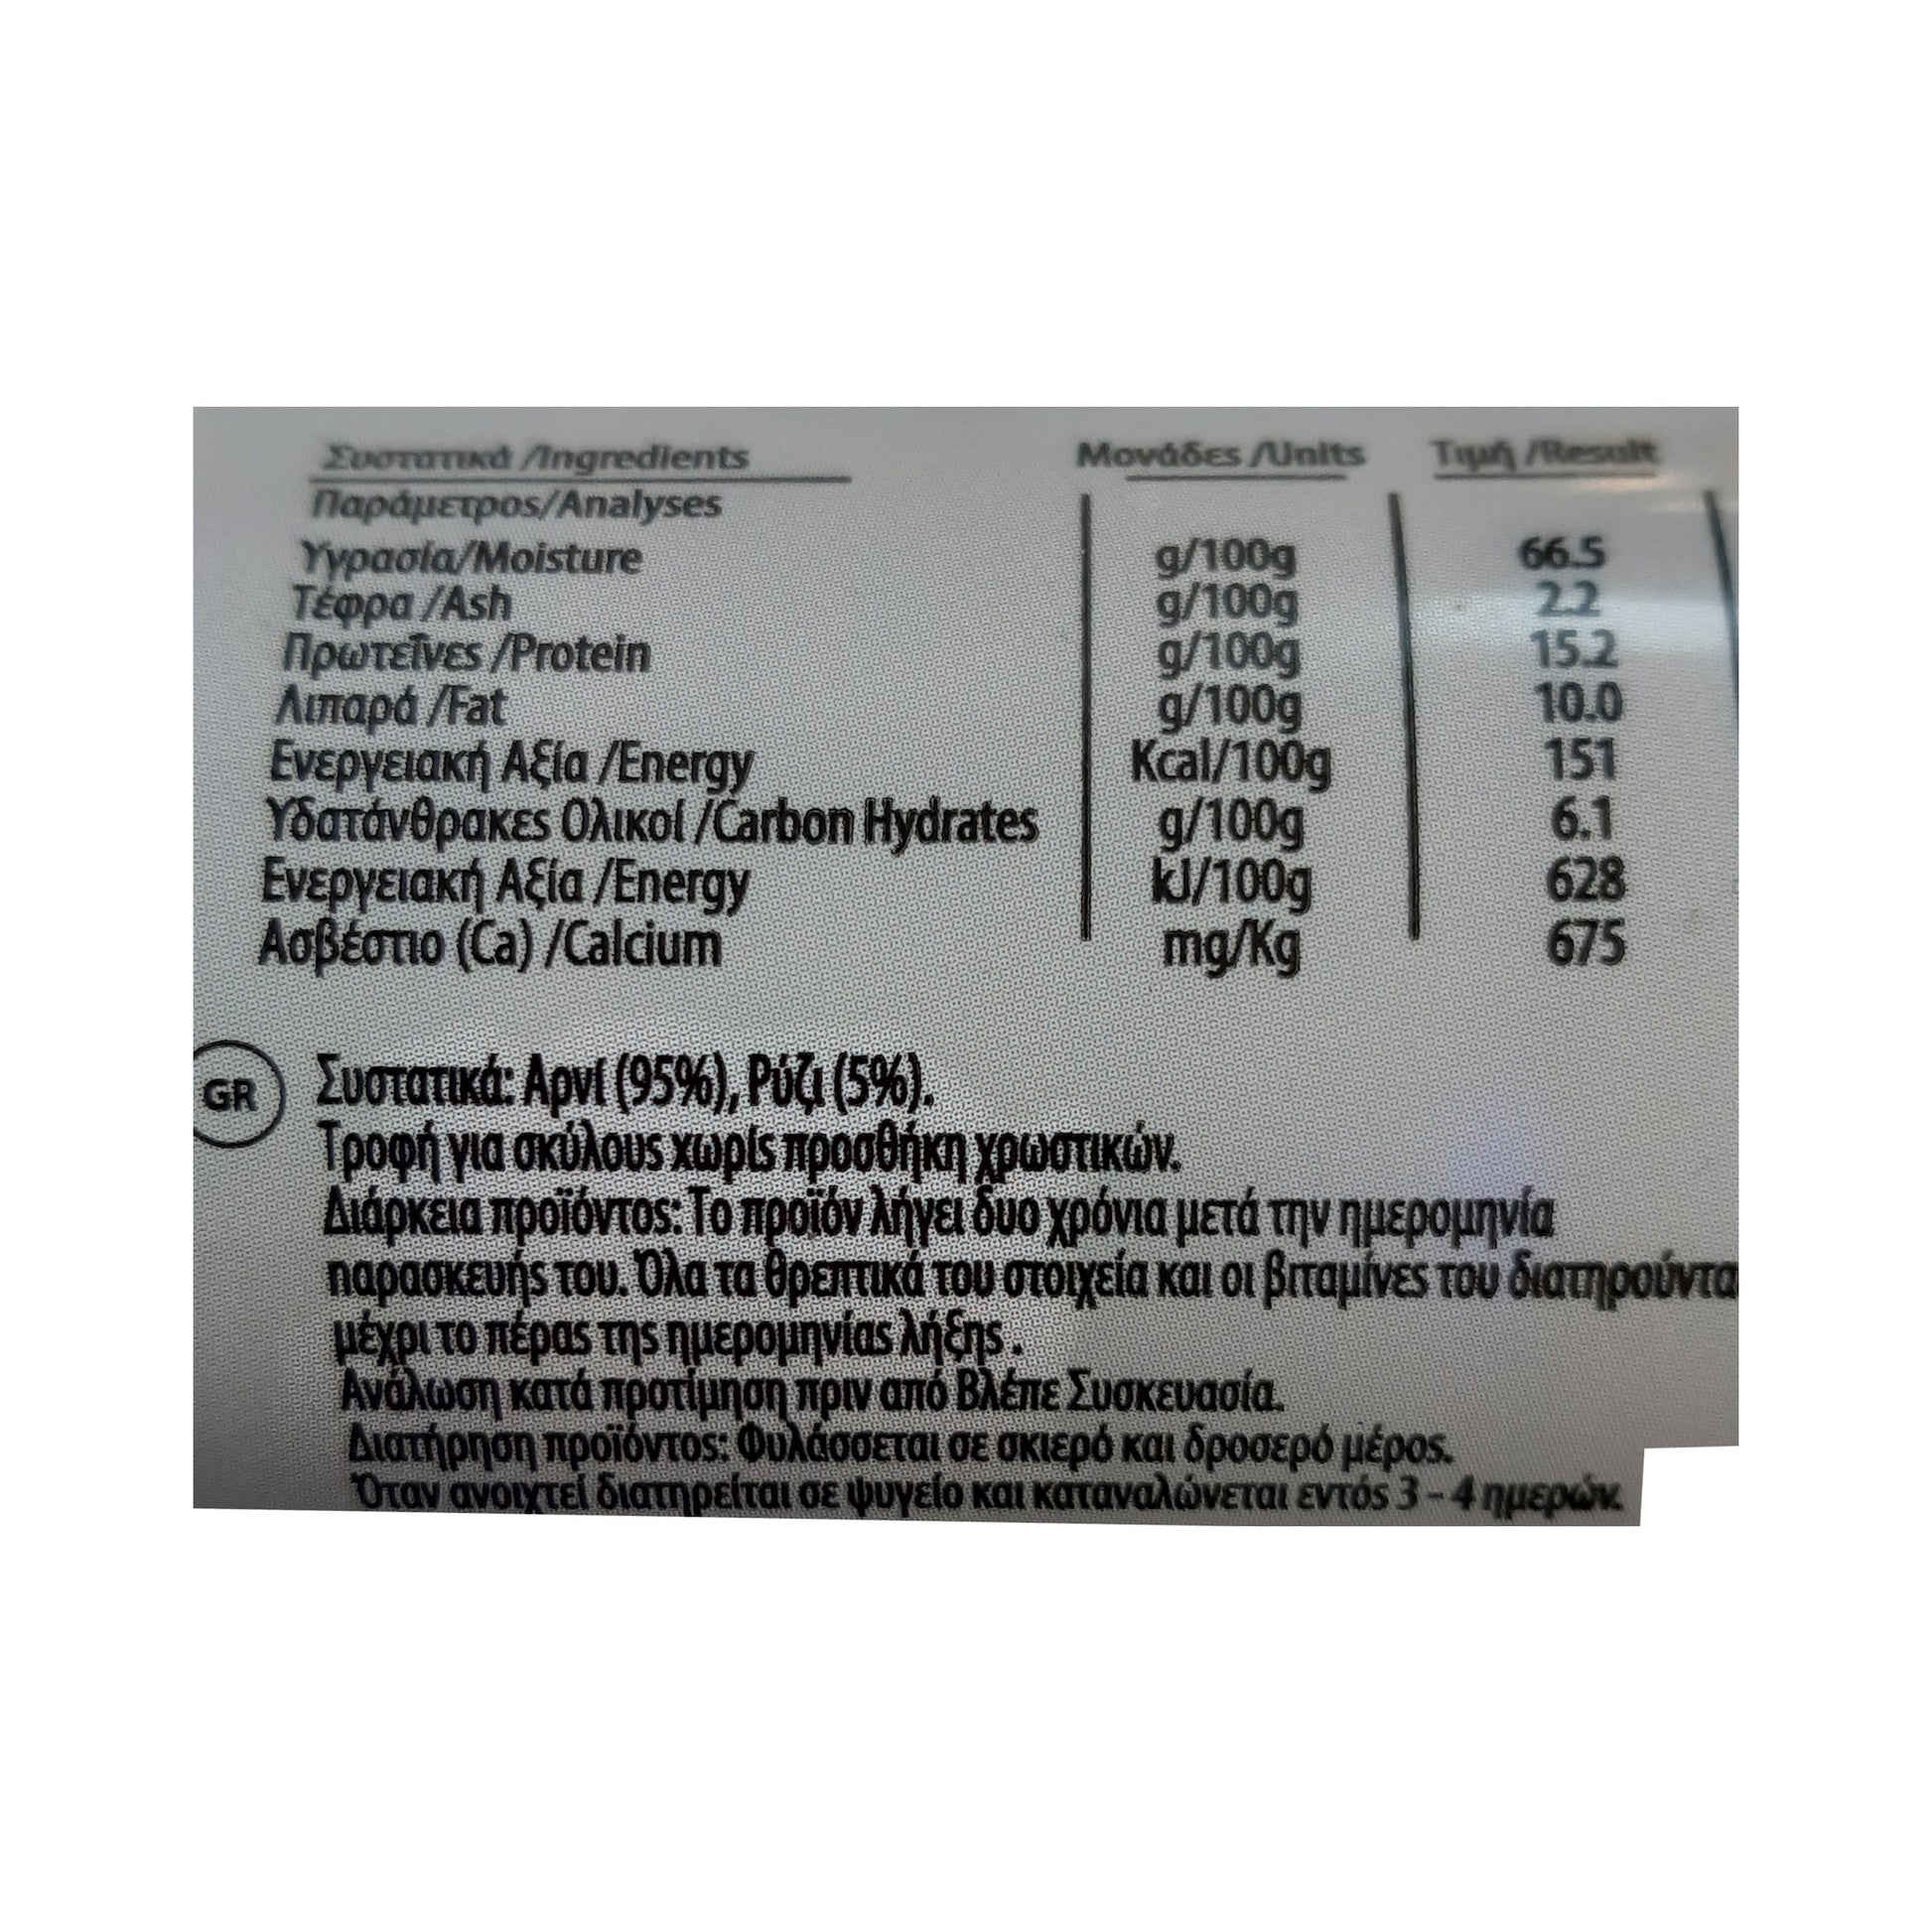 Συστατικά /Ingredients Μονάδες /Units Τιμή /Result
Παράμετρος/Analyses
Υγρασία/Moisture g/100g 66.5
Τέφρα /Ash g/100g 2.2
Πρωτεΐνες /Protein g/100g 15.2
Λιπαρά /Fat g/100g 10.0
Ενεργειακή Αξία /Energy Kcal/100g 151
Υδατάνθρακες Ολικοί /Carbon Hydrates g/100g 6.1
Ενεργειακή Αξία /Energy kJ/100g 628
Ασβέστιο (Ca) /Calcium mg/Kg 675
GR Συστατικά: Αρνί (95%), Ρύζι (5%).
Τροφή για σκύλους χωρίς προσθήκη χρωστικών.
Διάρκεια προϊόντος: Το προϊόν λήγει δυο χρόνια μετά την ημερομηνία
παρασκευής του. Όλα τα θρεπτικά του στοιχεία και οι βιταμίνες του διατηρούντα
μέχρι το πέρας της ημερομηνίας λήξης .
Ανάλωση κατά προτίμηση πριν από Βλέπε Συσκευασία.
Διατήρηση προϊόντος: Φυλάσσεται σε σκιερό και δροσερό μέρος.
Όταν ανοιχτεί διατηρείται σε ψυγείο και καταναλώνεται εντός 3 – 4 ημερών.